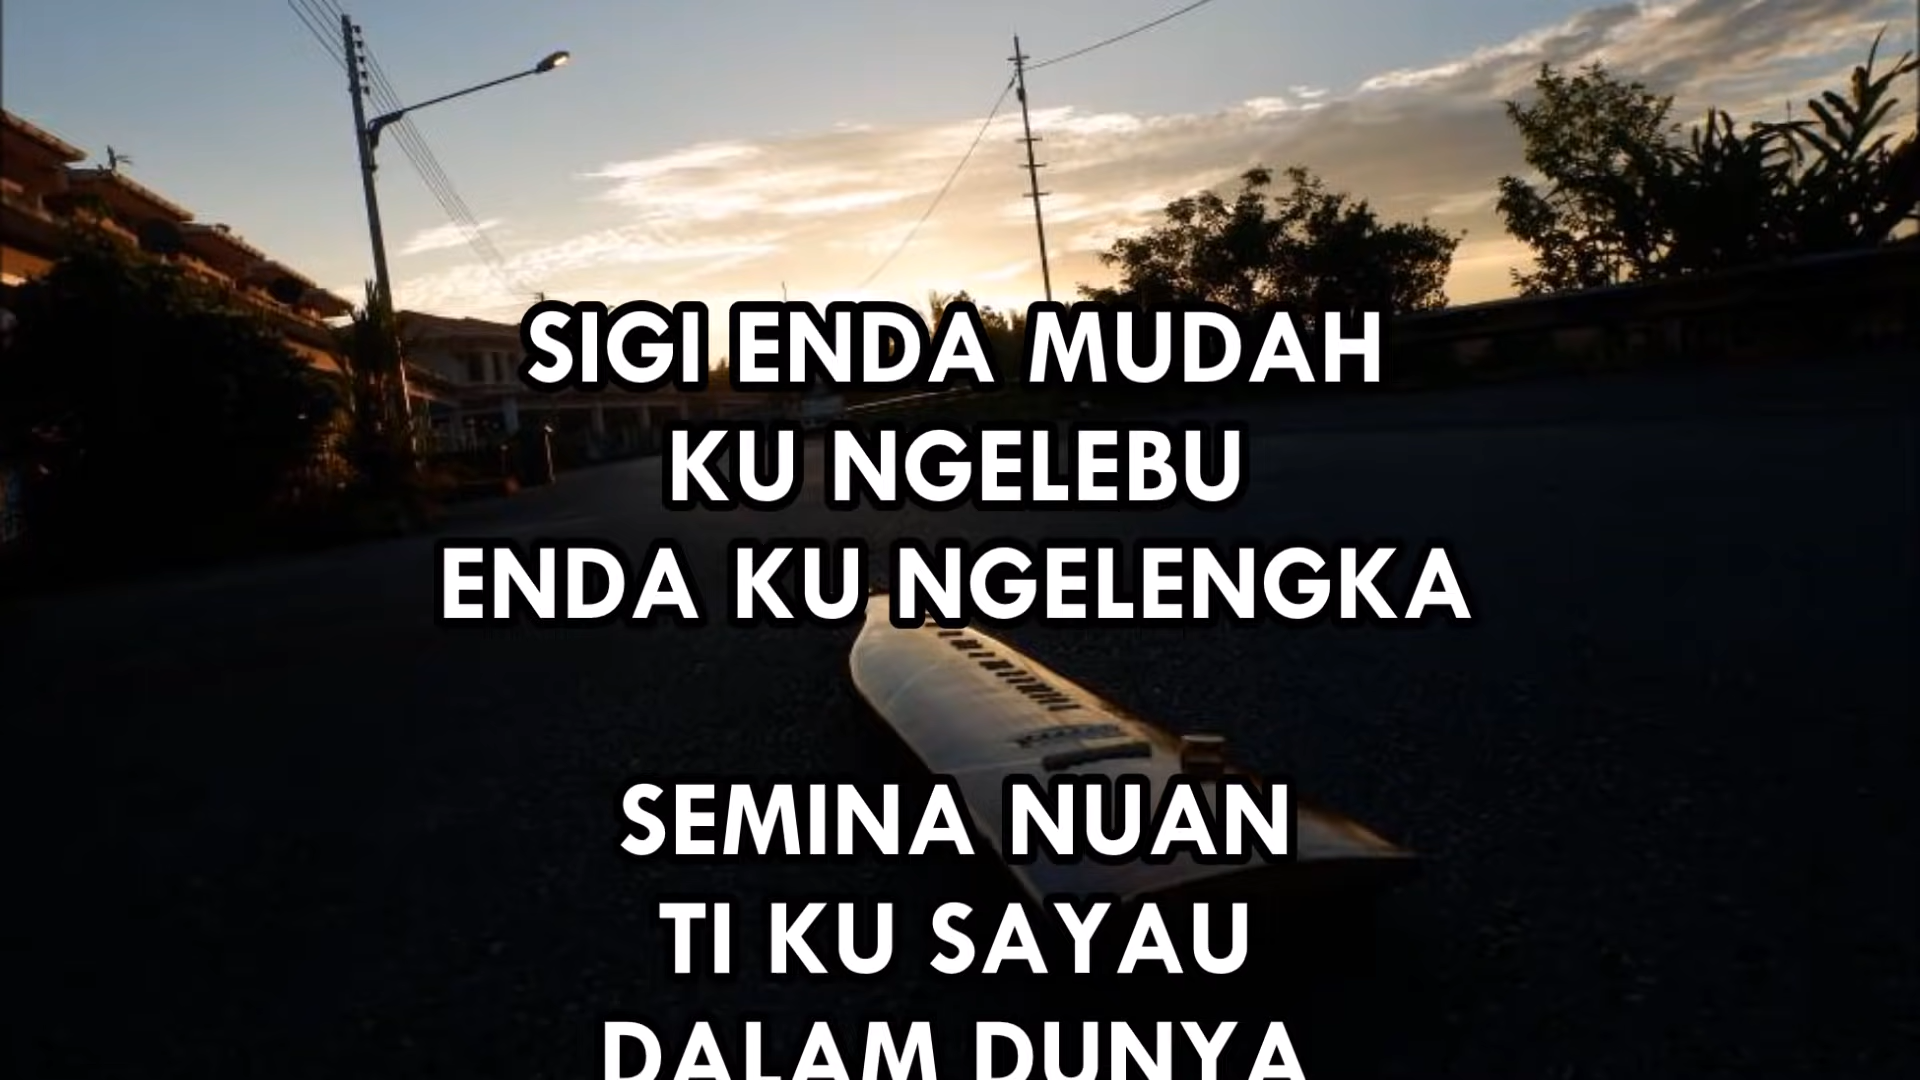 SIGI ENDA MUDAH
KU NGELEBU
ENDA KU NGELENGKA
SEMINA NUAN
TI KU SAYAU
DALAM DUNYA